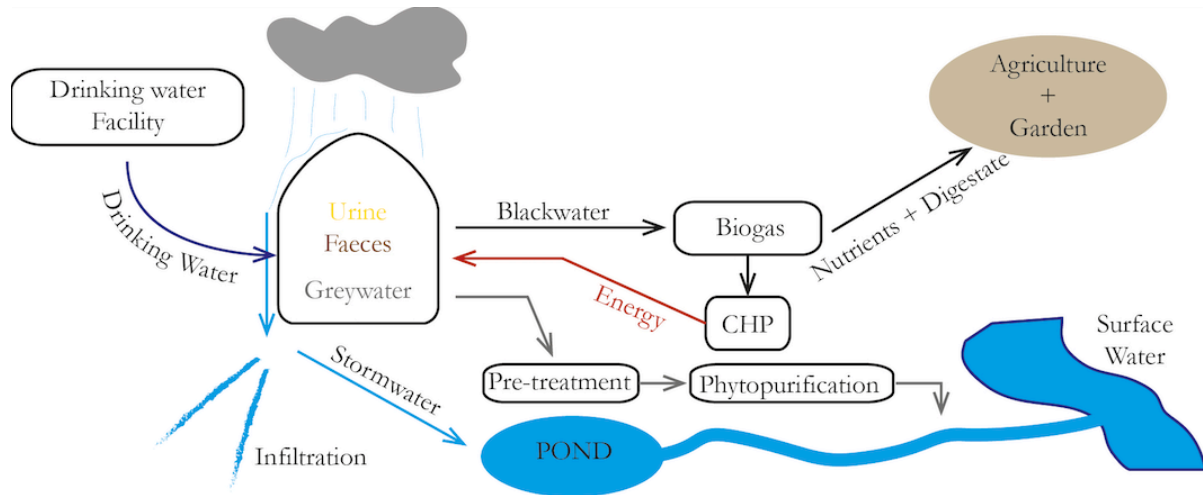 Drinking water
Facility
Agriculture
+
Garden
Drinking Water
Urine
Faeces
Greywater
Blackwater
Biogas
Nutrients + Digestate
Energy
CHP
Surface
Water
Stormwater
Pre-treatment
Phytopurification
Infiltration
POND